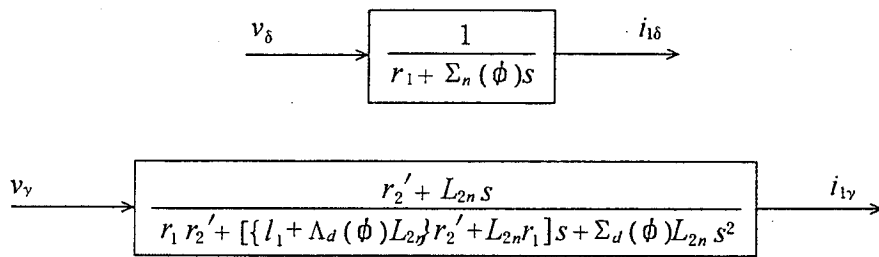 v_δ
1
r_1 + Σ_n (ϕ)s
i_1δ
v_γ
r_2′ + L_2n s
r_1 r_2′ + [{l_1 + Λ_d (ϕ)L_2n}r_2′ + L_2n r_1]s + Σ_d (ϕ)L_2n s²
i_1γ